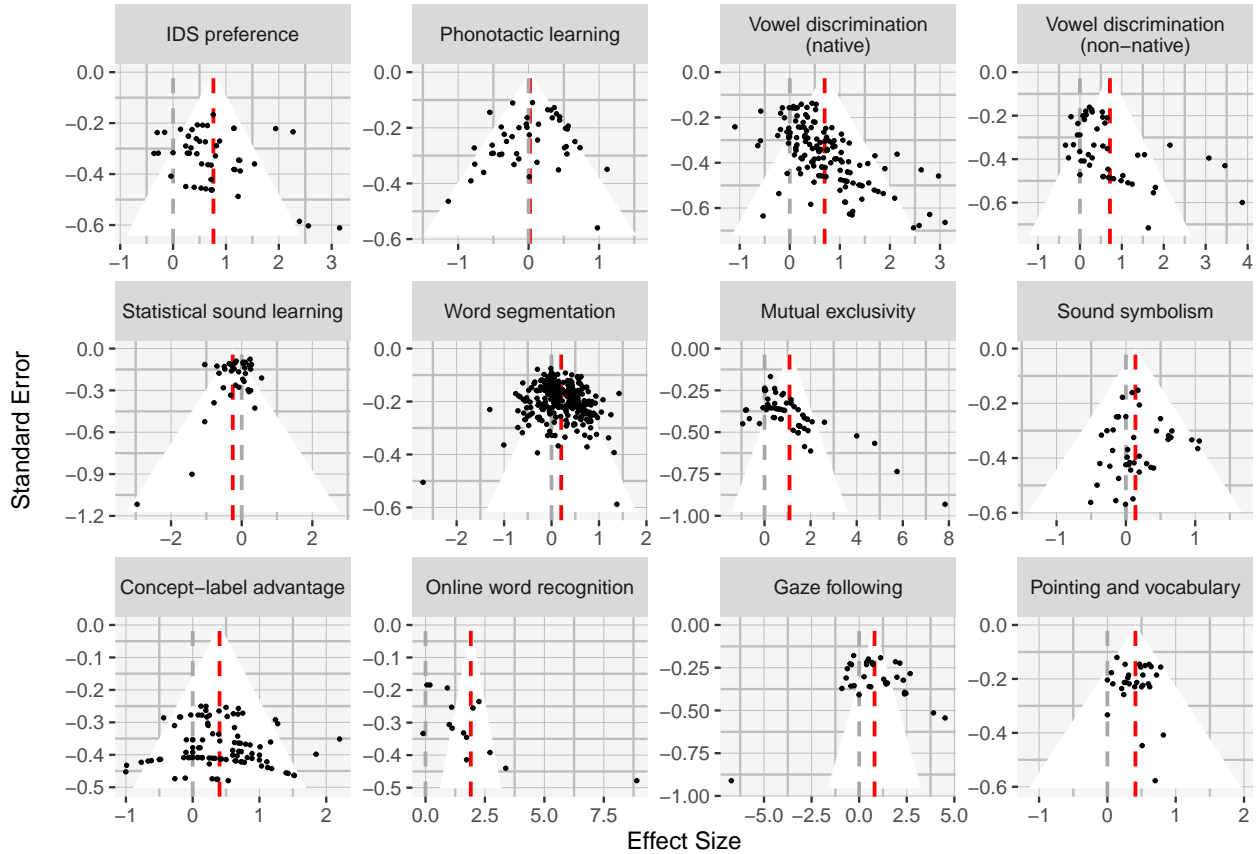 IDS preference
Phonotactic learning
Vowel discrimination
(native)
Vowel discrimination
(non−native)
0.0
−0.2
−0.4
−0.6
−1 0 1 2 3
0.0
−0.2
−0.4
−0.6
−1 0 1
0.0
−0.2
−0.4
−0.6
−1 0 1 2 3
0.0
−0.2
−0.4
−0.6
−1 0 1 2 3 4
Statistical sound learning
Word segmentation
Mutual exclusivity
Sound symbolism
0.0
−0.3
−0.6
−0.9
−1.2
−2 0 2
0.0
−0.2
−0.4
−0.6
−2 −1 0 1 2
0.00
−0.25
−0.50
−0.75
−1.00
0 2 4 6 8
0.0
−0.2
−0.4
−0.6
−1 0 1
Concept−label advantage
Online word recognition
Gaze following
Pointing and vocabulary
0.0
−0.1
−0.2
−0.3
−0.4
−0.5
−1 0 1 2
0.0
−0.1
−0.2
−0.3
−0.4
−0.5
0.0 2.5 5.0 7.5
0.00
−0.25
−0.50
−0.75
−1.00
−5.0 −2.5 0.0 2.5 5.0
0.0
−0.2
−0.4
−0.6
−1 0 1 2
Standard Error
Effect Size